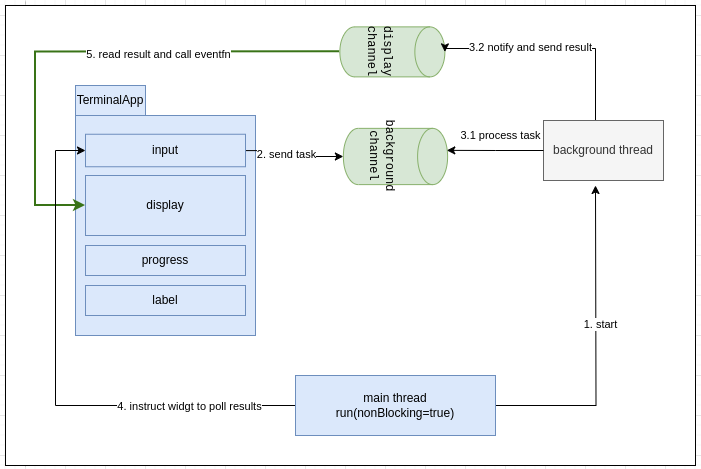 5. read result and call eventfn
display
channel
3.2 notify and send result
TerminalApp
input
2. send task
background
channel
3.1 process task
background thread
display
progress
label
1. start
4. instruct widgt to poll results
main thread
run(nonBlocking=true)